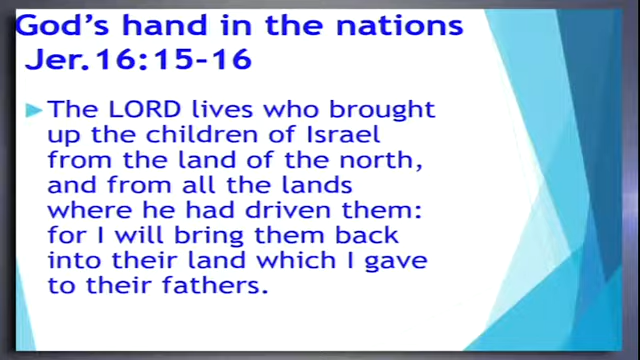 God's hand in the nations
Jer.16:15-16
The LORD lives who brought
up the children of Israel
from the land of the north,
and from all the lands
where he had driven them:
for I will bring them back
into their land which I gave
to their fathers.